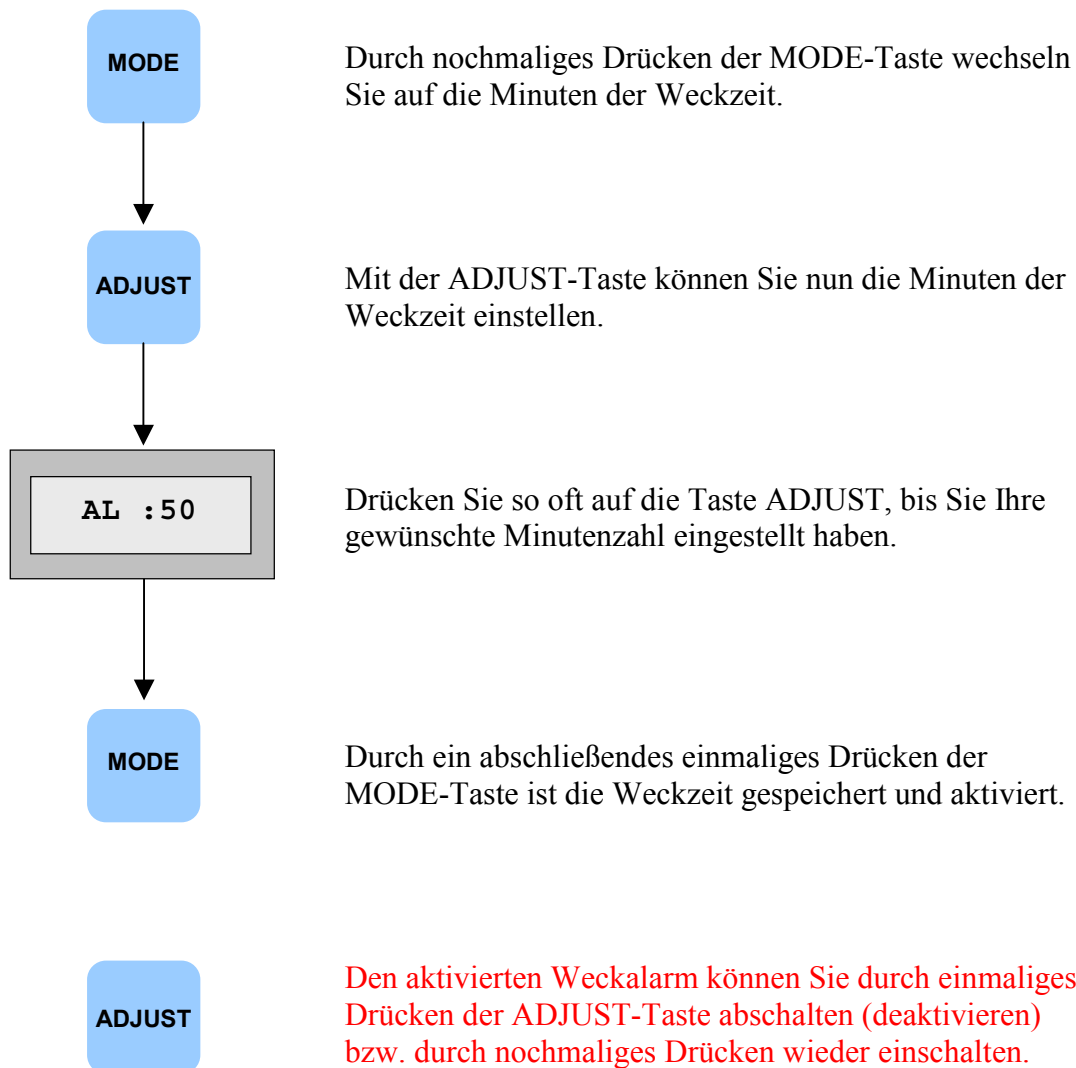 MODE
Durch nochmaliges Drücken der MODE-Taste wechseln
Sie auf die Minuten der Weckzeit.
ADJUST
Mit der ADJUST-Taste können Sie nun die Minuten der
Weckzeit einstellen.
AL :50
Drücken Sie so oft auf die Taste ADJUST, bis Sie Ihre
gewünschte Minutenzahl eingestellt haben.
MODE
Durch ein abschließendes einmaliges Drücken der
MODE-Taste ist die Weckzeit gespeichert und aktiviert.
ADJUST
Den aktivierten Weckalarm können Sie durch einmaliges
Drücken der ADJUST-Taste abschalten (deaktivieren)
bzw. durch nochmaliges Drücken wieder einschalten.